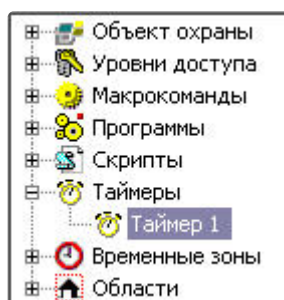 Объект охраны
Уровни доступа
Макрокоманды
Программы
Скрипты
Таймеры
Таймер 1
Временные зоны
Области